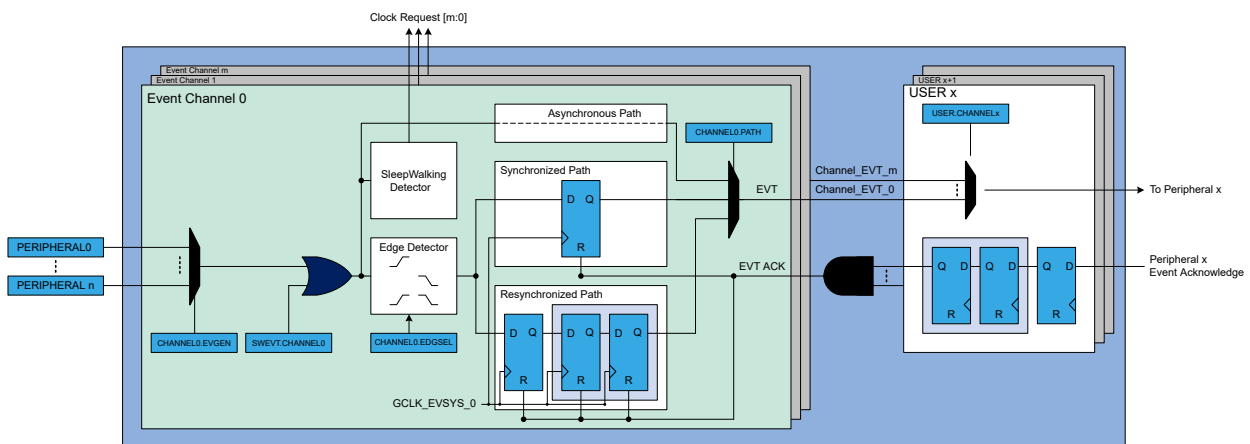 Clock Request [m:0]
Event Channel m
Event Channel 1
Event Channel 0
USER x+1
USER x
Asynchronous Path
CHANNEL0.PATH
USER.CHANNELx
SleepWalking
Detector
Synchronized Path
D Q
R
EVT
Channel_EVT_m
Channel_EVT_0
To Peripheral x
PERIPHERAL0
PERIPHERAL n
Edge Detector
EVT ACK
Q D
R
Q D
R
Q D
R
Peripheral x
Event Acknowledge
Resynchronized Path
D Q
R
D Q
R
D Q
R
CHANNEL0.EVGEN
SWEVT.CHANNEL0
CHANNEL0.EDGSEL
GCLK_EVSYS_0